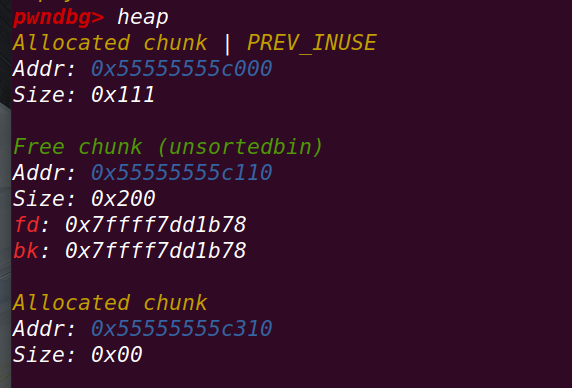 pwndbg> heap
Allocated chunk | PREV_INUSE
Addr: 0x55555555c000
Size: 0x111
Free chunk (unsortedbin)
Addr: 0x55555555c110
Size: 0x200
fd: 0x7ffff7dd1b78
bk: 0x7ffff7dd1b78
Allocated chunk
Addr: 0x55555555c310
Size: 0x00